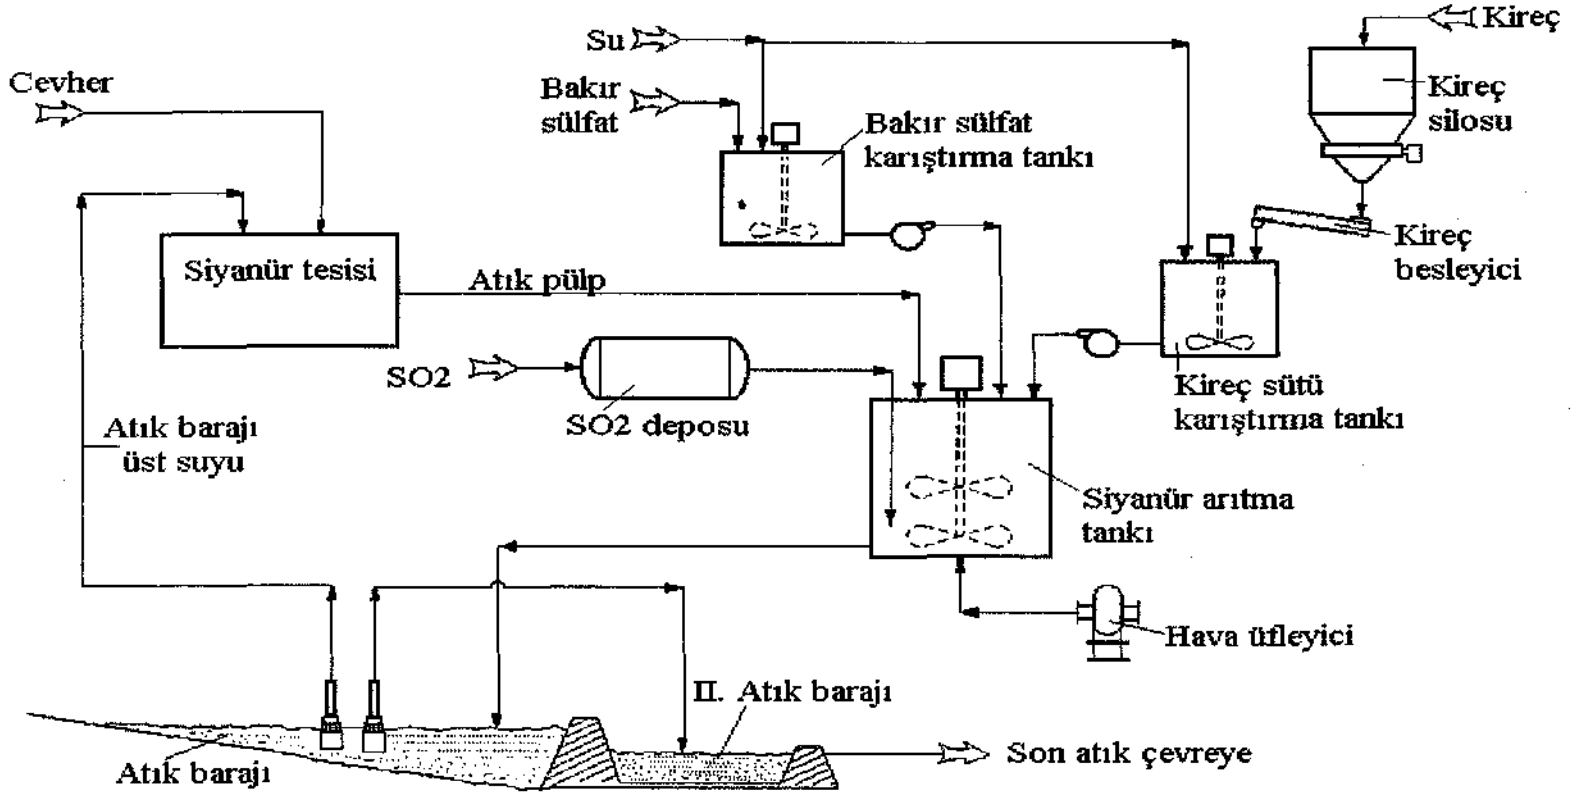 Su
Kireç
Cevher
Bakır
sülfat
Kireç
silosu
Bakır sülfat
karıştırma tankı
Siyanür tesisi
Atık pülp
Kireç
besleyici
SO2
SO2 deposu
Kireç sütü
karıştırma tankı
Atık barajı
üst suyu
Siyanür arıtma
tankı
Hava üfleyici
II. Atık barajı
Atık barajı
Son atık çevreye